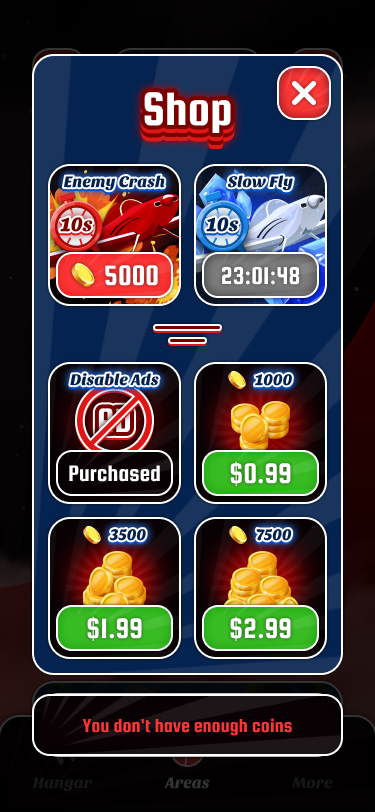 Shop
Enemy Crash
Slow Fly
10s
10s
5000
23:01:48
Disable Ads
1000
AD
Purchased
$0.99
3500
7500
$1.99
$2.99
You don't have enough coins
Hangar
Areas
More